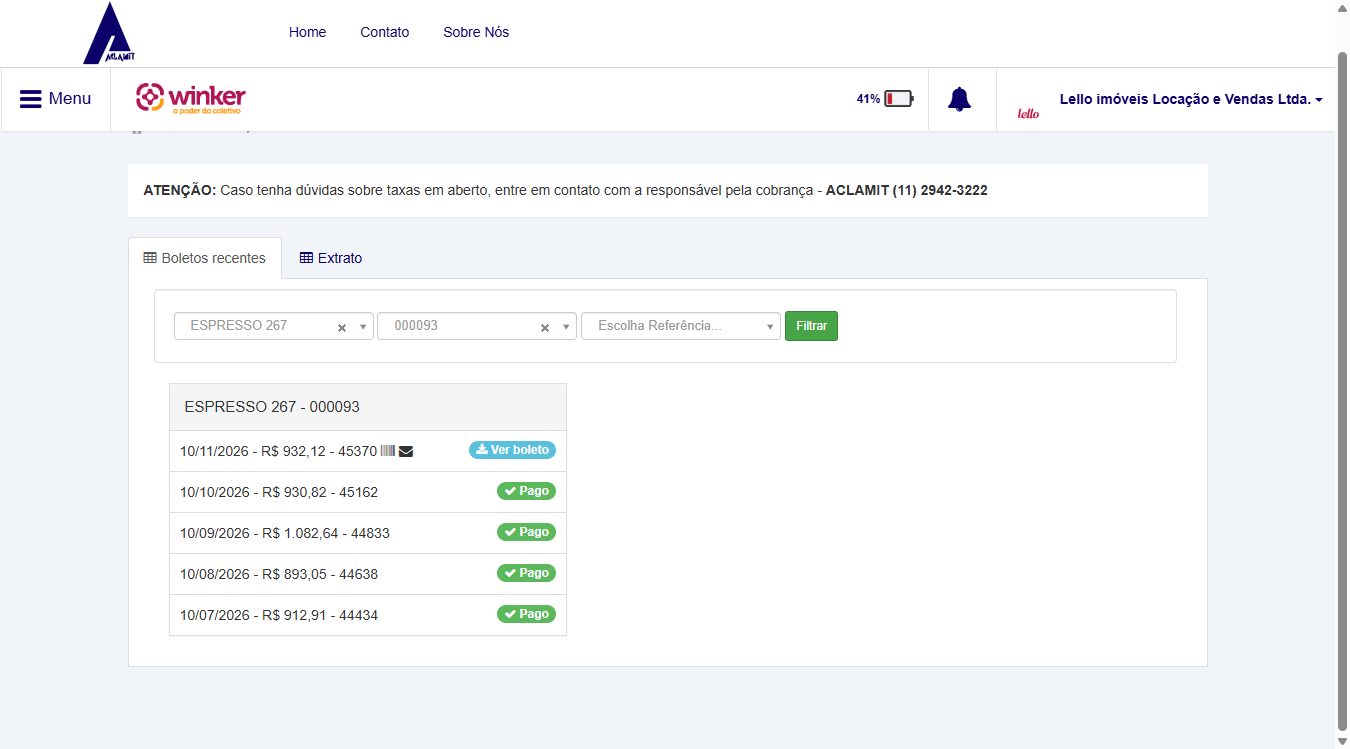 ACLAMIT
Home Contato Sobre Nós
Menu
winker
o poder do coletivo
41%
lello
Lello imóveis Locação e Vendas Ltda.
ATENÇÃO: Caso tenha dúvidas sobre taxas em aberto, entre em contato com a responsável pela cobrança - ACLAMIT (11) 2942-3222
Boletos recentes Extrato
ESPRESSO 267 × 000093 × Escolha Referência... Filtrar
ESPRESSO 267 - 000093
10/11/2026 - R$ 932,12 - 45370 Ver boleto
10/10/2026 - R$ 930,82 - 45162 Pago
10/09/2026 - R$ 1.082,64 - 44833 Pago
10/08/2026 - R$ 893,05 - 44638 Pago
10/07/2026 - R$ 912,91 - 44434 Pago